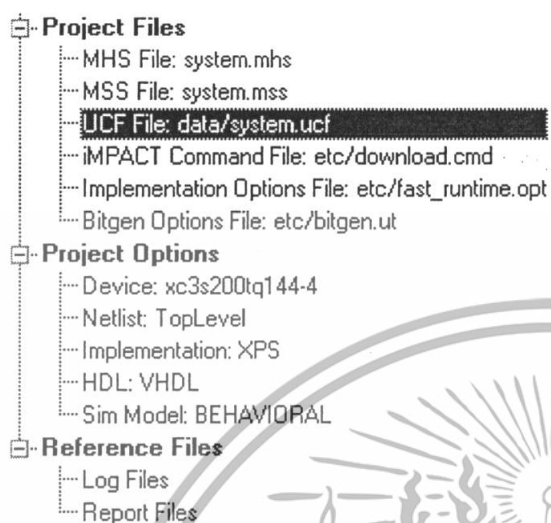 Project Files
MHS File: system.mhs
MSS File: system.mss
UCF File: data/system.ucf
iMPACT Command File: etc/download.cmd
Implementation Options File: etc/fast_runtime.opt
Bitgen Options File: etc/bitgen.ut
Project Options
Device: xc3s200tq144-4
Netlist: TopLevel
Implementation: XPS
HDL: VHDL
Sim Model: BEHAVIORAL
Reference Files
Log Files
Report Files